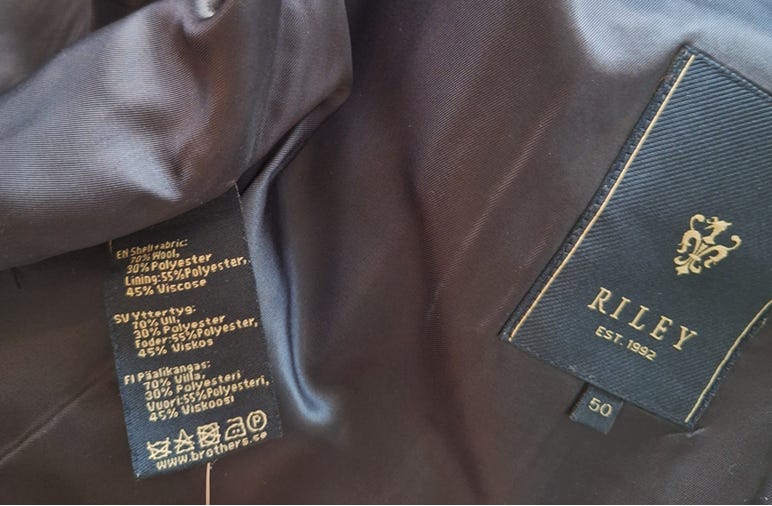 EN Shell fabric:
70% Wool,
30% Polyester
Lining:55%Polyester,
45% Viscose
SV Yttertyg:
70% Ull,
30% Polyester
Foder:55%Polyester,
45% Viskos
FI Päälikangas:
70% Villa,
30% Polyesteri,
Vuori:55%Polyesteri,
45% Viskoosi
P
www.brothers.se
RILEY
EST. 1992
50